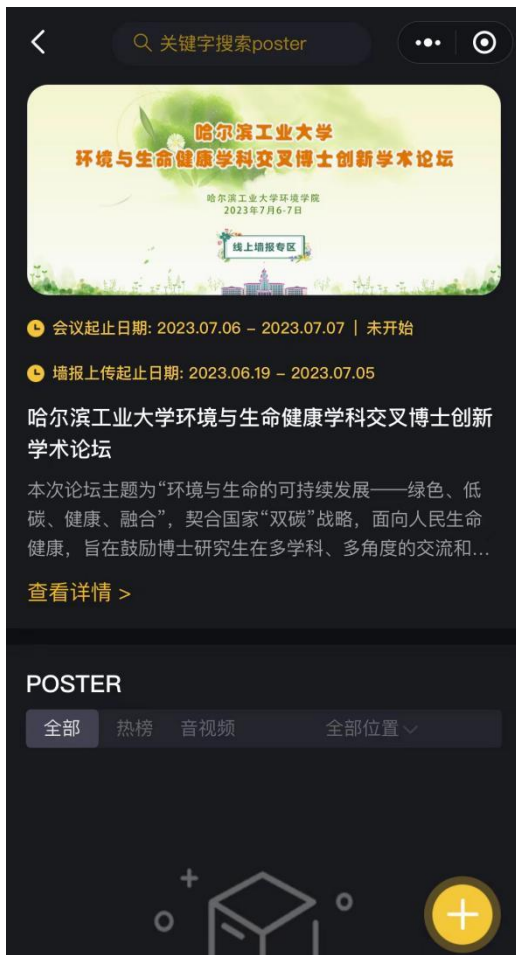 关键字搜索poster
哈尔滨工业大学
环境与生命健康学科交叉博士创新学术论坛
哈尔滨工业大学环境学院
2023年7月6-7日
线上墙报专区
会议起止日期: 2023.07.06 – 2023.07.07 | 未开始
墙报上传起止日期: 2023.06.19 – 2023.07.05
哈尔滨工业大学环境与生命健康学科交叉博士创新
学术论坛
本次论坛主题为“环境与生命的可持续发展——绿色、低
碳、健康、融合”，契合国家“双碳”战略，面向人民生命
健康，旨在鼓励博士研究生在多学科、多角度的交流和...
查看详情 >
POSTER
全部 热榜 音视频 全部位置